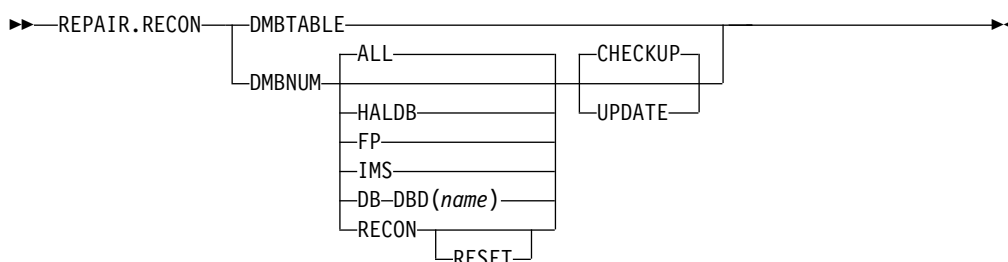 REPAIR.RECON DMBTABLE
ALL CHECKUP
DMBNUM
HALDB UPDATE
FP
IMS
DB DBD(name)
RECON
RESET